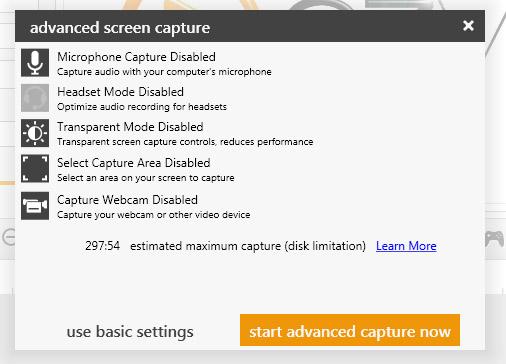 advanced screen capture
Microphone Capture Disabled
Capture audio with your computer's microphone
Headset Mode Disabled
Optimize audio recording for headsets
Transparent Mode Disabled
Transparent screen capture controls, reduces performance
Select Capture Area Disabled
Select an area on your screen to capture
Capture Webcam Disabled
Capture your webcam or other video device
297:54 estimated maximum capture (disk limitation) Learn More
use basic settings start advanced capture now